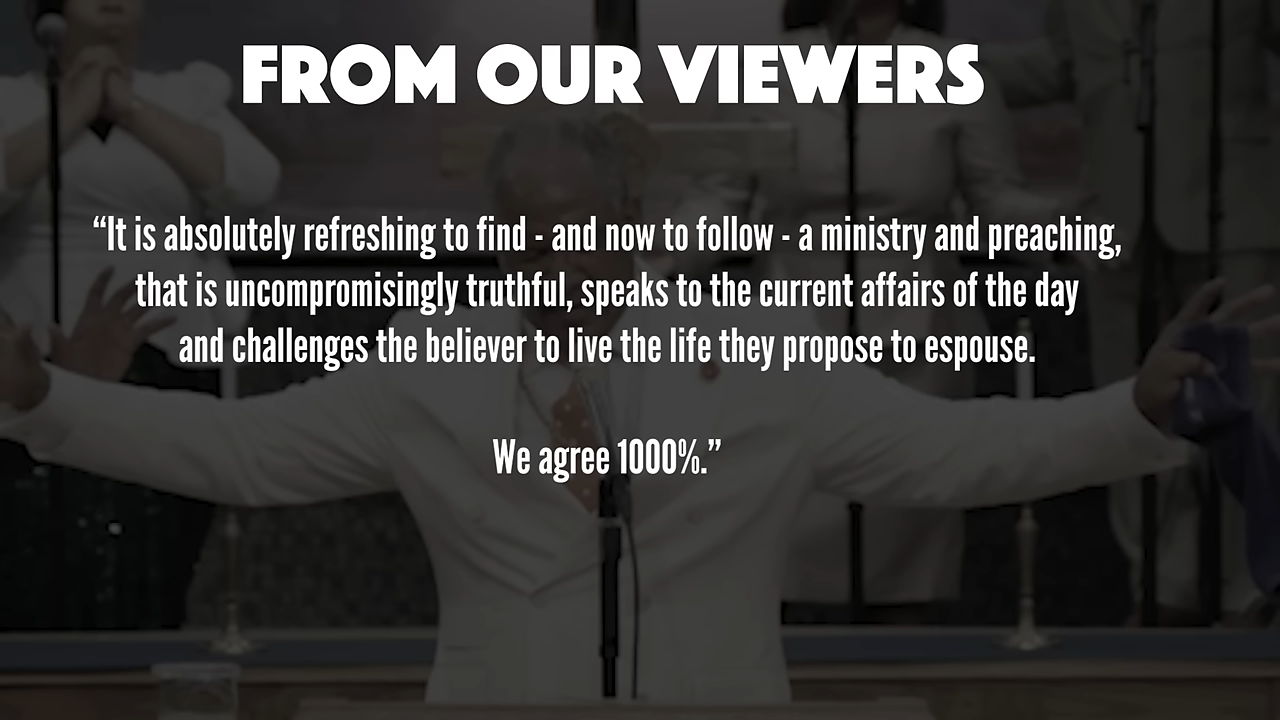 FROM OUR VIEWERS
“It is absolutely refreshing to find - and now to follow - a ministry and preaching,
that is uncompromisingly truthful, speaks to the current affairs of the day
and challenges the believer to live the life they propose to espouse.
We agree 1000%.”